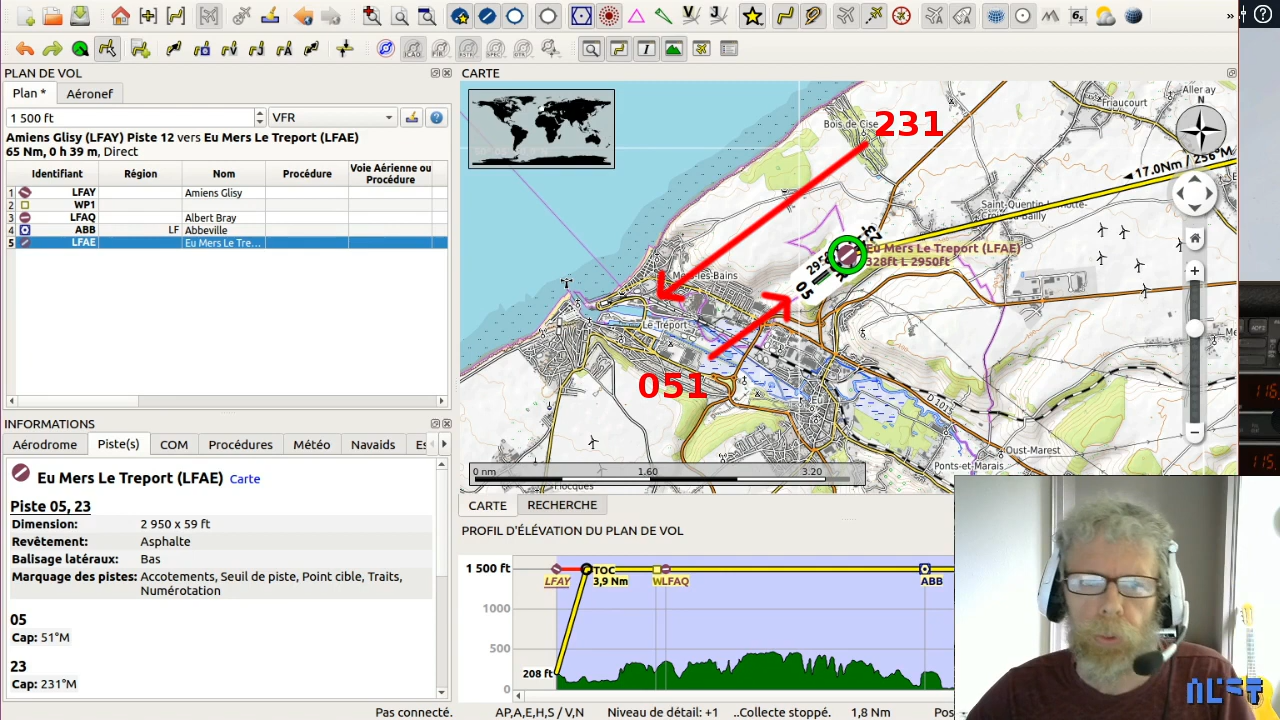 PLAN DE VOL
Plan *
Aéronef
1 500 ft
VFR
Amiens Glisy (LFAY) Piste 12 vers Eu Mers Le Treport (LFAE)
65 Nm, 0 h 39 m, Direct
Identifiant Région Nom Procédure Voie Aérienne ou Procédure
1 LFAY Amiens Glisy
2 WP1
3 LFAQ Albert Bray
4 ABB LF Abbeville
5 LFAE Eu Mers Le Tre...
INFORMATIONS
Aérodrome Piste(s) COM Procédures Météo Navaids
Eu Mers Le Treport (LFAE) Carte
Piste 05, 23
Dimension: 2 950 x 59 ft
Revêtement: Asphalte
Balisage latéraux: Bas
Marquage des pistes: Accotements, Seuil de piste, Point cible, Traits,
Numérotation
05
Cap: 51°M
23
Cap: 231°M
CARTE
Friaucourt
Bois de Cise
231
N
17.0Nm / 256°M
Eu Mers Le Treport (LFAE)
328ft L 2950ft
05
Le Tréport
051
D 1015
Oust-Marest
Ponts-et-Marais
0 nm 1.60 3.20
CARTE RECHERCHE
PROFIL D'ÉLÉVATION DU PLAN DE VOL
1 500 ft
1000
500
208 ft
0
LFAY
TOC
3,9 Nm
LFAQ
ABB
Pas connecté.
AP,A,E,H,S / V,N
Niveau de détail: +1
..Collecte stoppé.
1,8 Nm
Pos